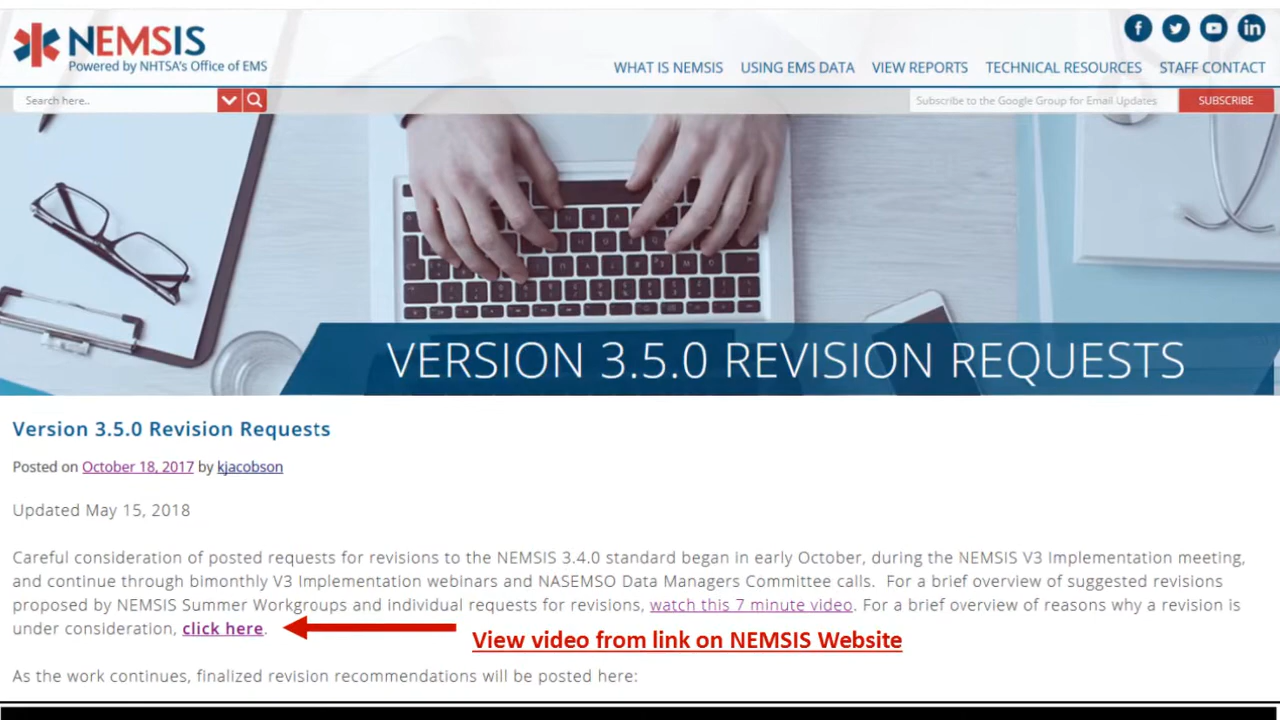 NEMSIS
Powered by NHTSA's Office of EMS
WHAT IS NEMSIS USING EMS DATA VIEW REPORTS TECHNICAL RESOURCES STAFF CONTACT
Search here..
Subscribe to the Google Group for Email Updates SUBSCRIBE
VERSION 3.5.0 REVISION REQUESTS
Version 3.5.0 Revision Requests
Posted on October 18, 2017 by kjacobson
Updated May 15, 2018
Careful consideration of posted requests for revisions to the NEMSIS 3.4.0 standard began in early October, during the NEMSIS V3 Implementation meeting,
and continue through bimonthly V3 Implementation webinars and NASEMSO Data Managers Committee calls. For a brief overview of suggested revisions
proposed by NEMSIS Summer Workgroups and individual requests for revisions, watch this 7 minute video. For a brief overview of reasons why a revision is
under consideration, click here.
View video from link on NEMSIS Website
As the work continues, finalized revision recommendations will be posted here: